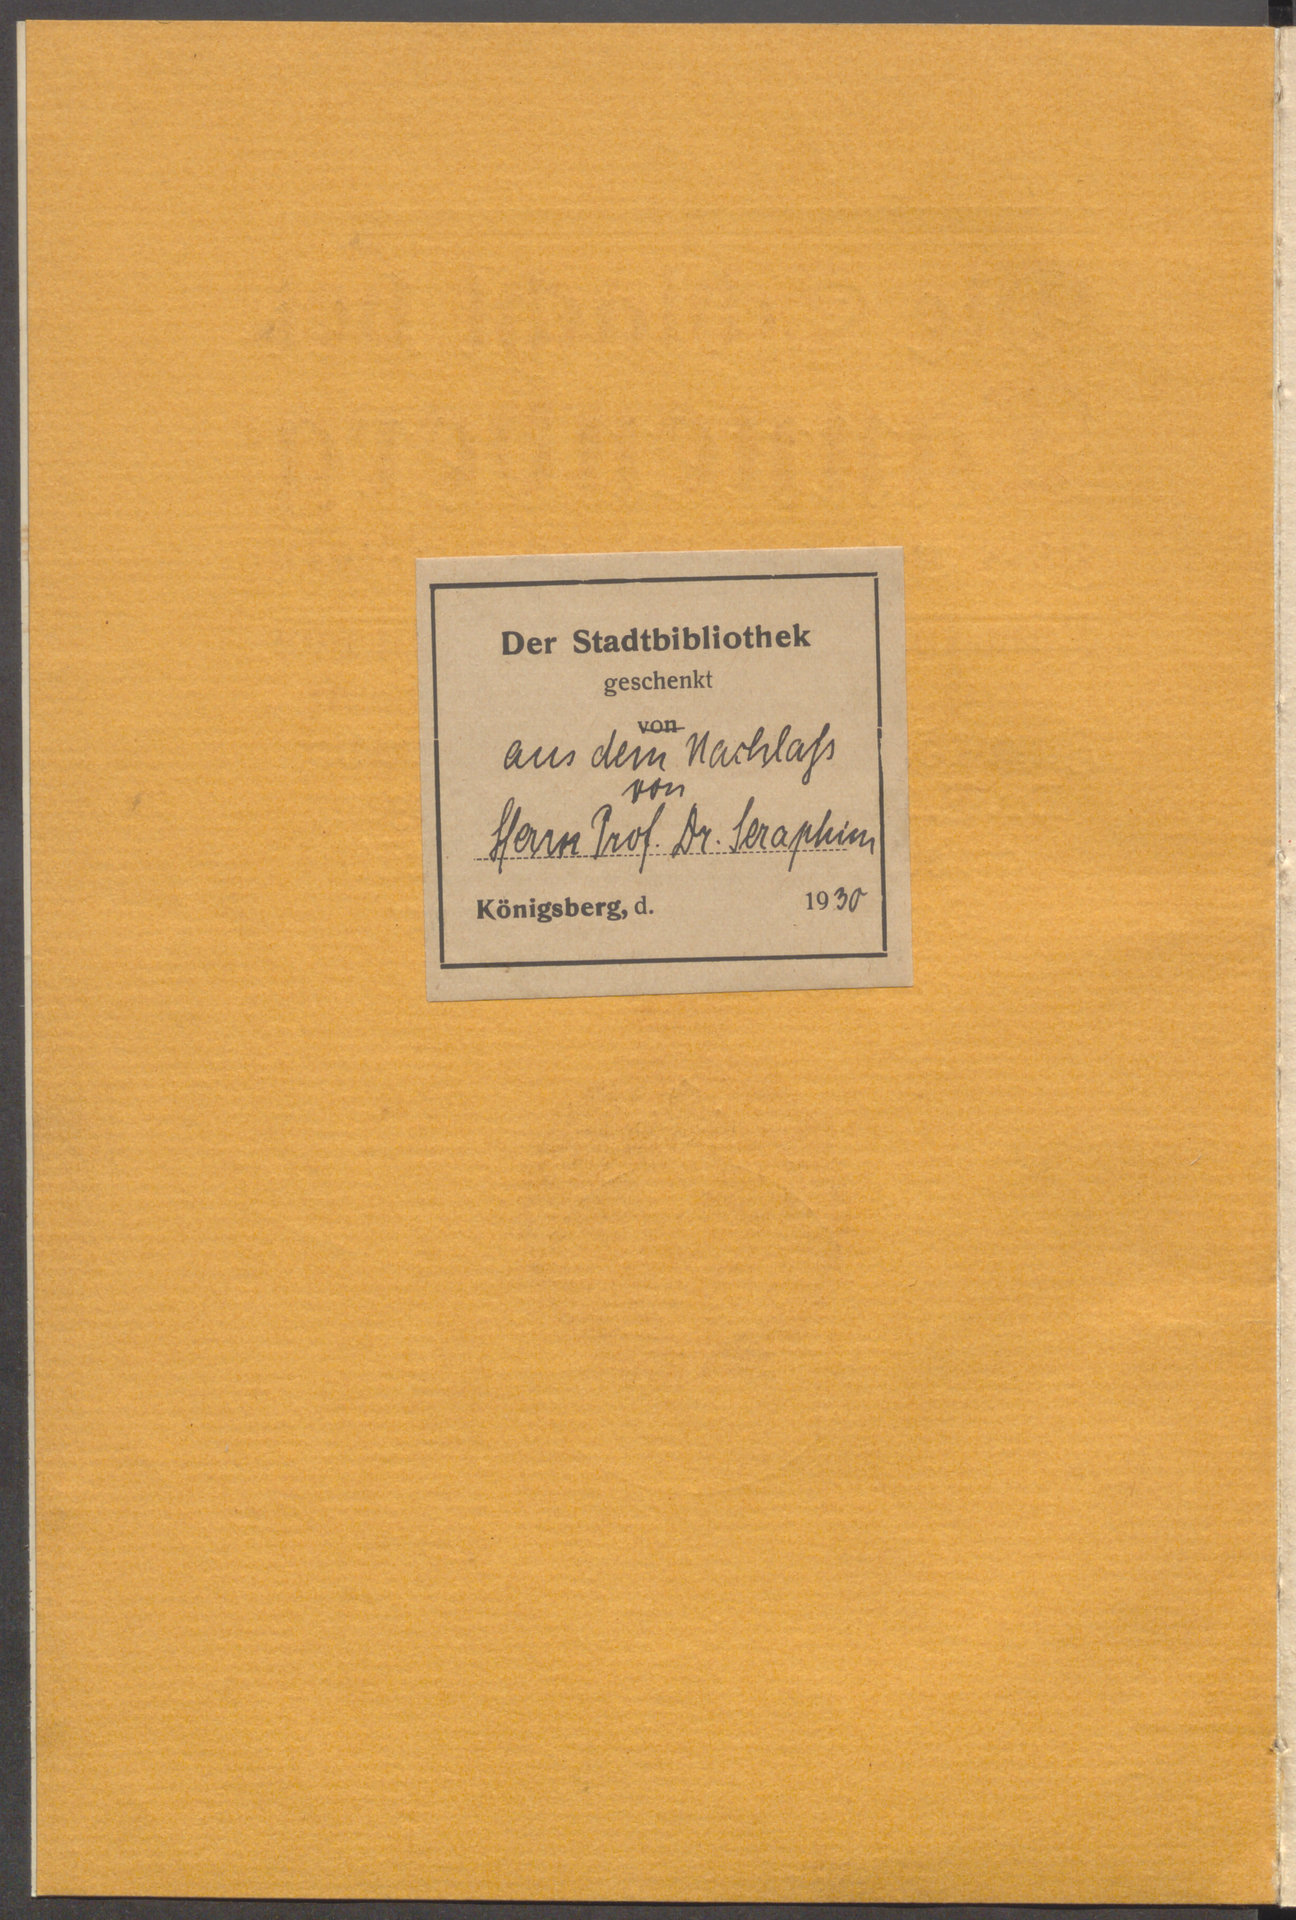 Der Stadtbibliothek
geschenkt
von
aus dem Nachlaß
von
Herrn Prof. Dr. Seraphim
Königsberg, d. 1930